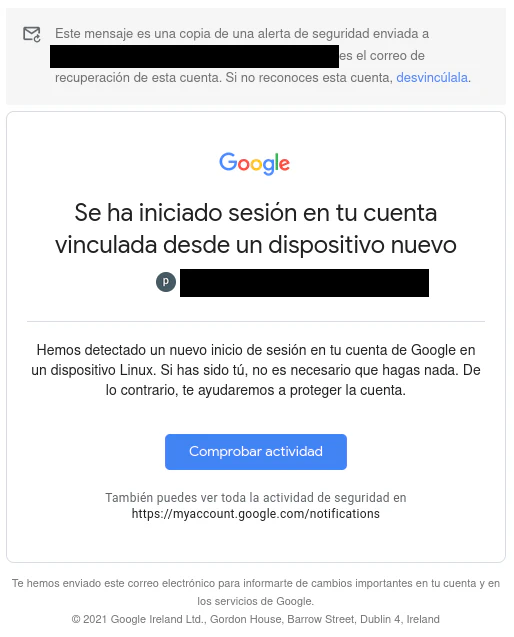 Este mensaje es una copia de una alerta de seguridad enviada a
es el correo de
recuperación de esta cuenta. Si no reconoces esta cuenta, desvincúlala.
Google
Se ha iniciado sesión en tu cuenta
vinculada desde un dispositivo nuevo
p
Hemos detectado un nuevo inicio de sesión en tu cuenta de Google en
un dispositivo Linux. Si has sido tú, no es necesario que hagas nada. De
lo contrario, te ayudaremos a proteger la cuenta.
Comprobar actividad
También puedes ver toda la actividad de seguridad en
https://myaccount.google.com/notifications
Te hemos enviado este correo electrónico para informarte de cambios importantes en tu cuenta y en
los servicios de Google.
© 2021 Google Ireland Ltd., Gordon House, Barrow Street, Dublin 4, Ireland